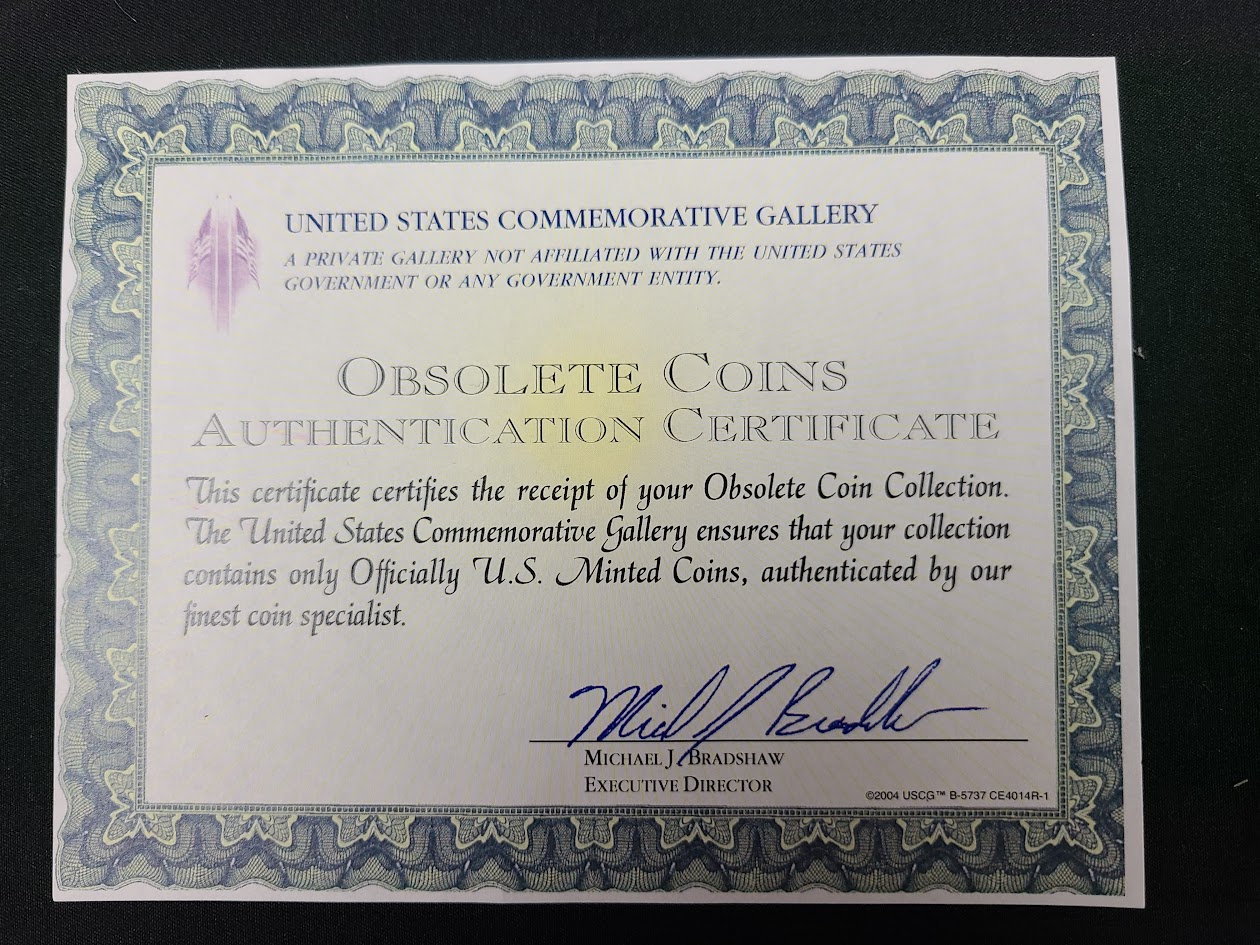 UNITED STATES COMMEMORATIVE GALLERY
A PRIVATE GALLERY NOT AFFILIATED WITH THE UNITED STATES
GOVERNMENT OR ANY GOVERNMENT ENTITY.
OBSOLETE COINS
AUTHENTICATION CERTIFICATE
This certificate certifies the receipt of your Obsolete Coin Collection.
The United States Commemorative Gallery ensures that your collection
contains only Officially U.S. Minted Coins, authenticated by our
finest coin specialist.
Michael J Bradshaw
MICHAEL J. BRADSHAW
EXECUTIVE DIRECTOR
©2004 USCG™ B-5737 CE4014R-1